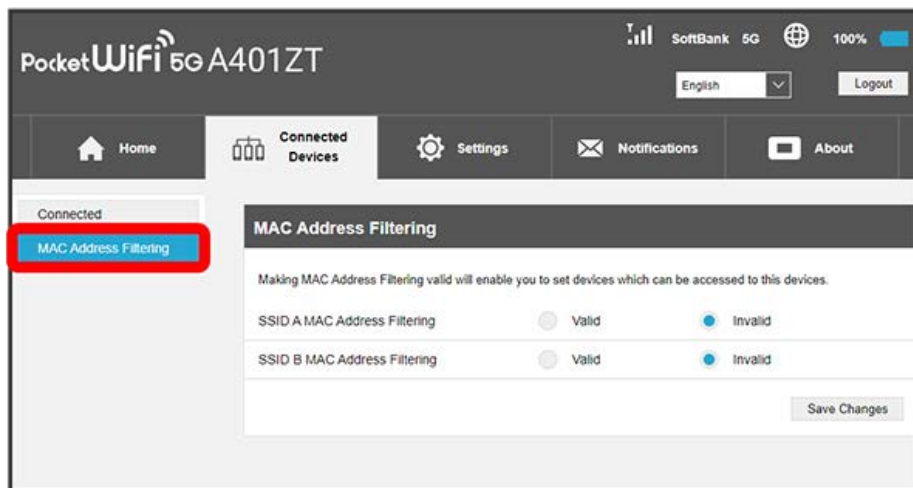 SoftBank 5G 100%
Pocket WiFi 5G A401ZT
English Logout
Home Connected Devices Settings Notifications About
Connected
MAC Address Filtering
MAC Address Filtering
Making MAC Address Filtering valid will enable you to set devices which can be accessed to this devices.
SSID A MAC Address Filtering Valid Invalid
SSID B MAC Address Filtering Valid Invalid
Save Changes